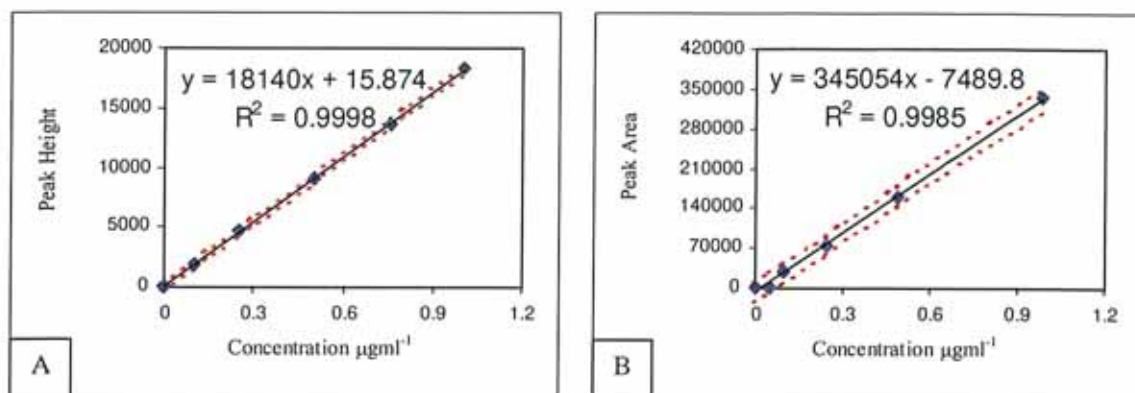 20000
15000
10000
5000
0
Peak Height
y = 18140x + 15.874
R² = 0.9998
0 0.3 0.6 0.9 1.2
Concentration µgml⁻¹
A
420000
350000
280000
210000
140000
70000
0
Peak Area
y = 345054x - 7489.8
R² = 0.9985
0 0.3 0.6 0.9 1.2
Concentration µgml⁻¹
B